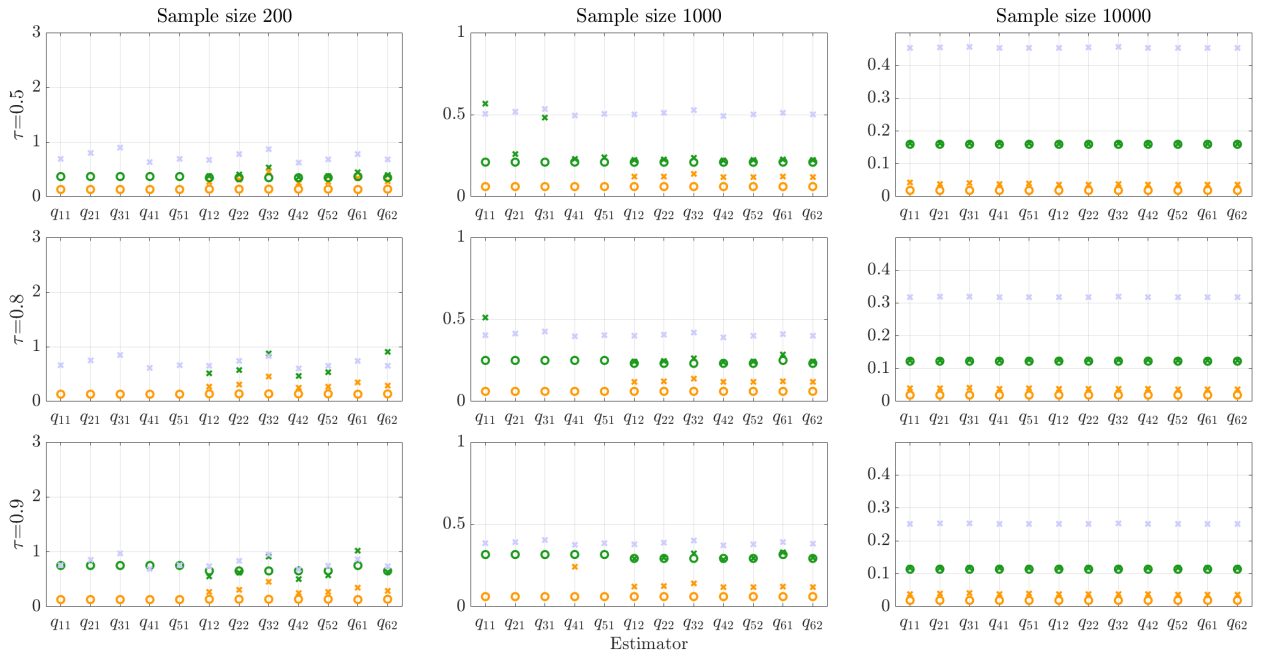 Sample size 200 Sample size 1000 Sample size 10000
τ=0.5
3 2 1 0
q11 q21 q31 q41 q51 q12 q22 q32 q42 q52 q61 q62
1 0.5 0
q11 q21 q31 q41 q51 q12 q22 q32 q42 q52 q61 q62
0.4 0.3 0.2 0.1 0
q11 q21 q31 q41 q51 q12 q22 q32 q42 q52 q61 q62
τ=0.8
3 2 1 0
q11 q21 q31 q41 q51 q12 q22 q32 q42 q52 q61 q62
1 0.5 0
q11 q21 q31 q41 q51 q12 q22 q32 q42 q52 q61 q62
0.4 0.3 0.2 0.1 0
q11 q21 q31 q41 q51 q12 q22 q32 q42 q52 q61 q62
τ=0.9
3 2 1 0
q11 q21 q31 q41 q51 q12 q22 q32 q42 q52 q61 q62
1 0.5 0
q11 q21 q31 q41 q51 q12 q22 q32 q42 q52 q61 q62
0.4 0.3 0.2 0.1 0
q11 q21 q31 q41 q51 q12 q22 q32 q42 q52 q61 q62
Estimator